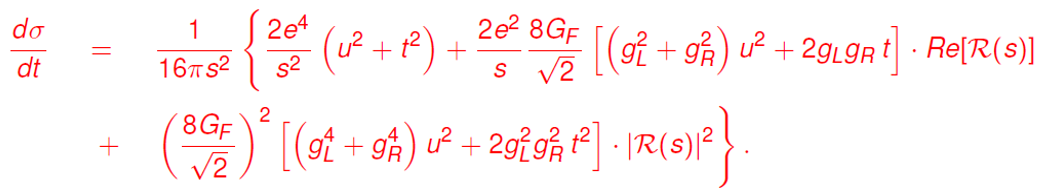 dσ/dt = 1/(16πs²) { 2e⁴/s² (u² + t²) + 2e²/s 8G_F/√2 [(g_L² + g_R²) u² + 2g_L g_R t] · Re[ℛ(s)]
+ (8G_F/√2)² [(g_L⁴ + g_R⁴) u² + 2g_L² g_R² t²] · |ℛ(s)|² } .